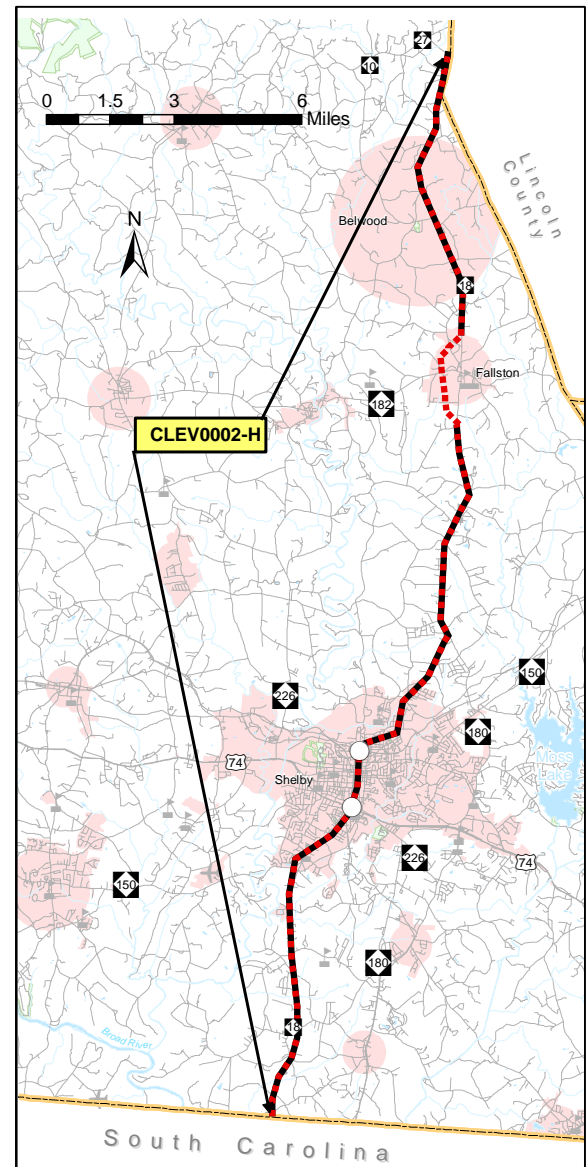 27
10
0 1.5 3 6
Miles
Lincoln
County
N
Belwood
18
Fallston
182
CLEV0002-H
150
226
180
74
Moss
Lake
Shelby
226
74
150
180
18
Broad River
South Carolina